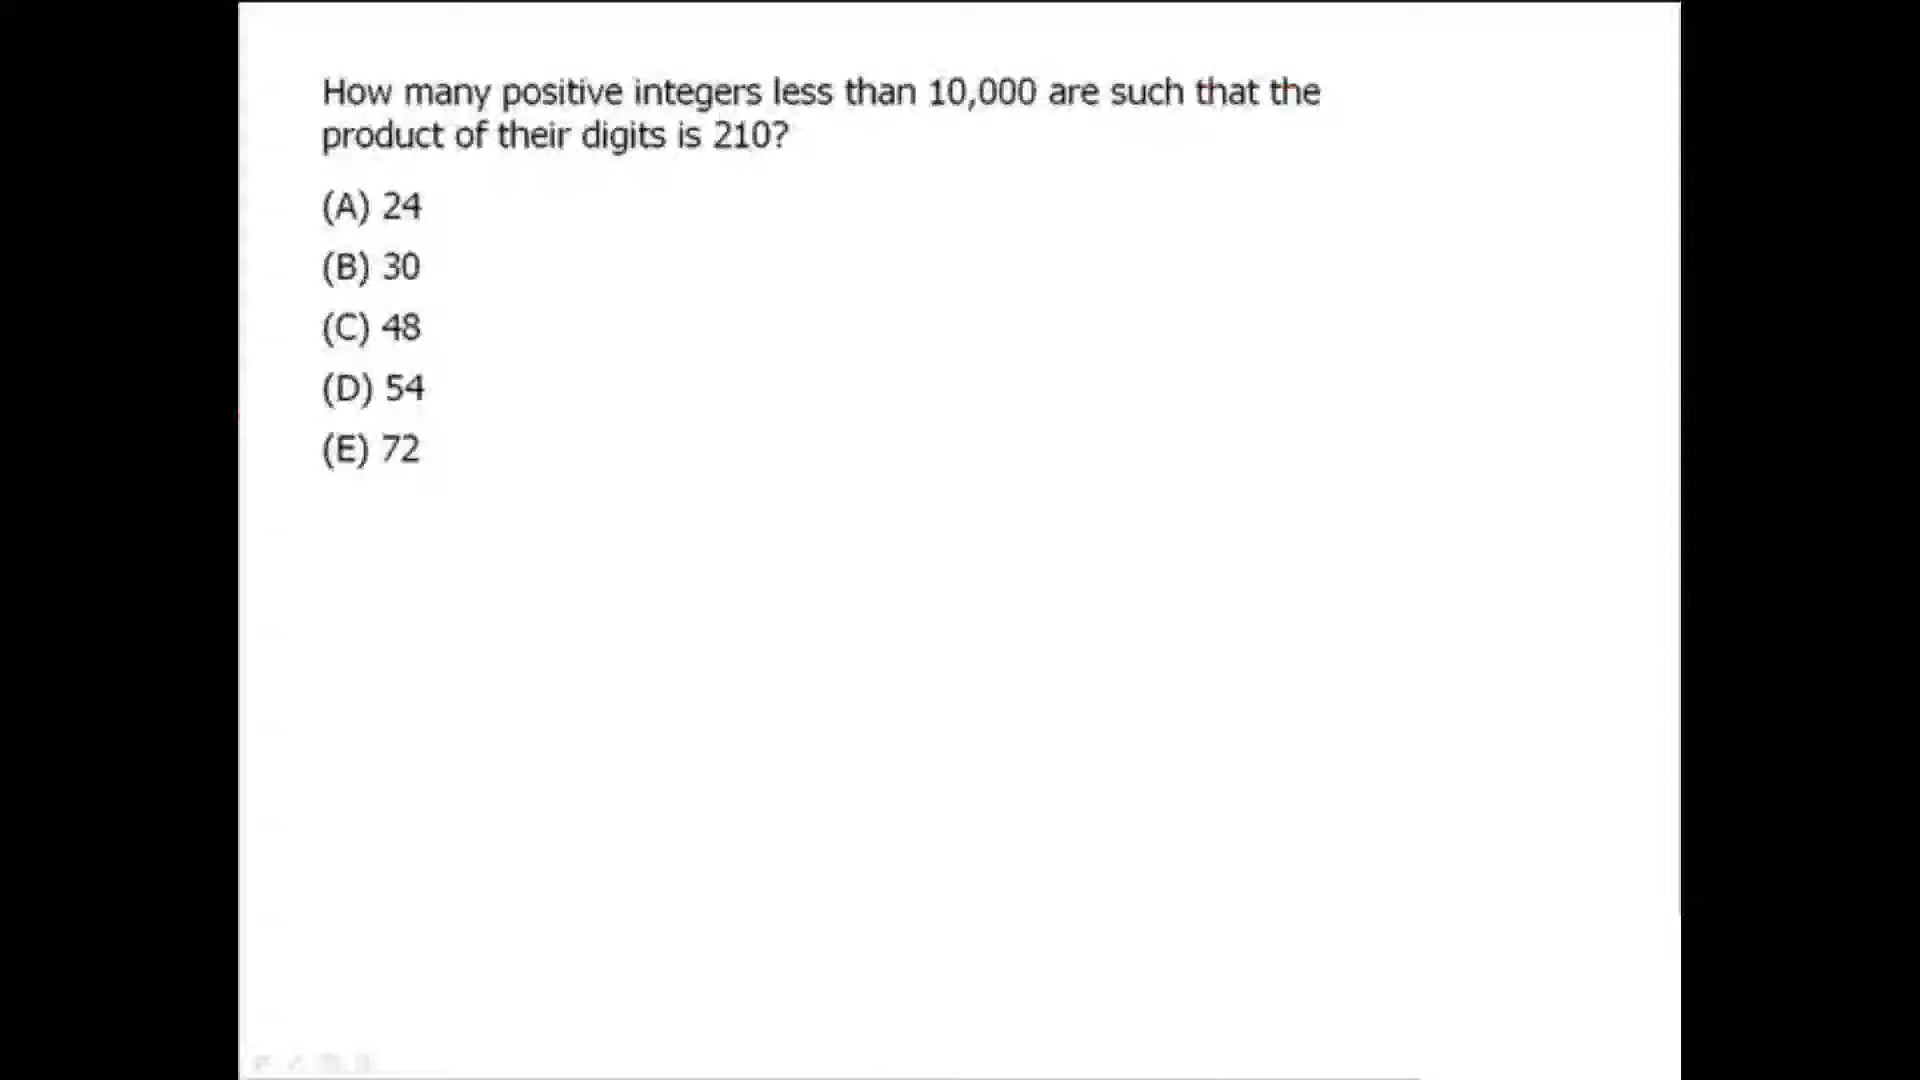 How many positive integers less than 10,000 are such that the
product of their digits is 210?
(A) 24
(B) 30
(C) 48
(D) 54
(E) 72